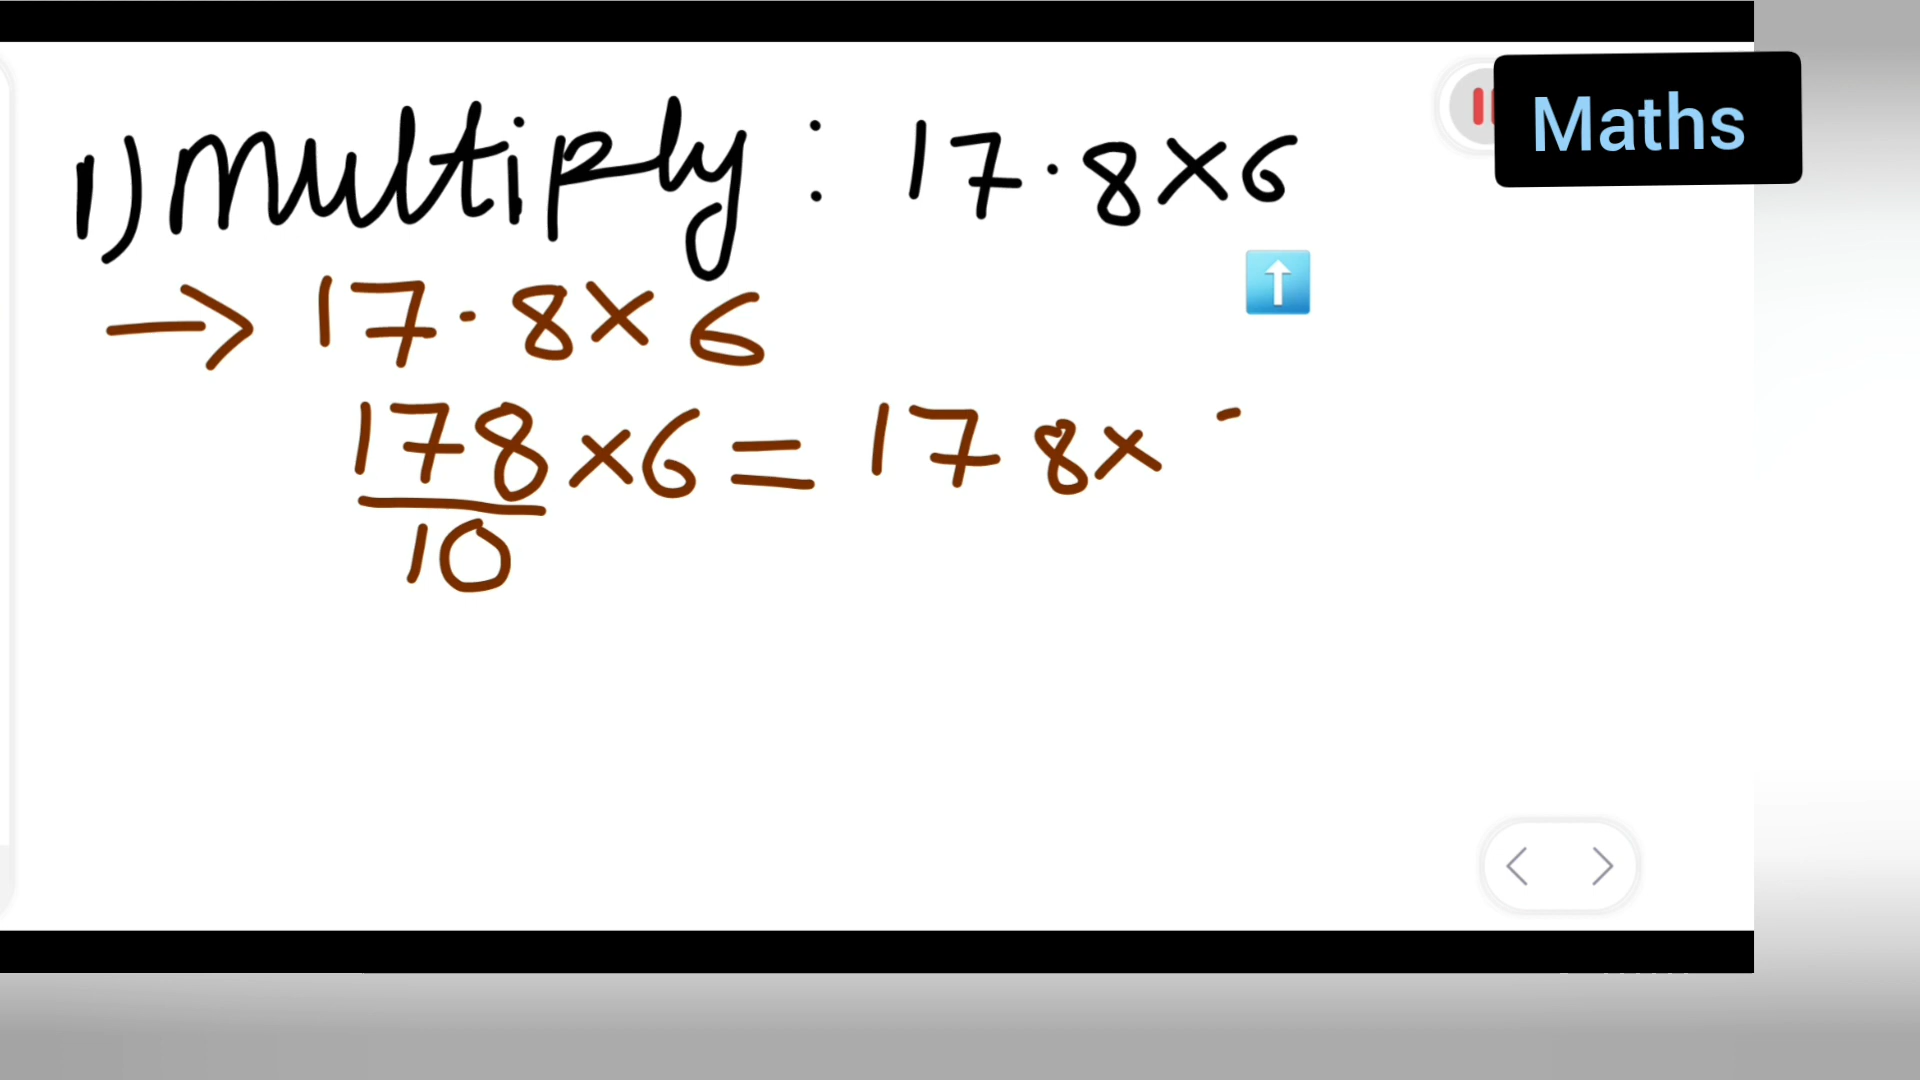 1) Multiply : 17.8×6
Maths
→ 17.8×6
178/10 ×6 = 178×